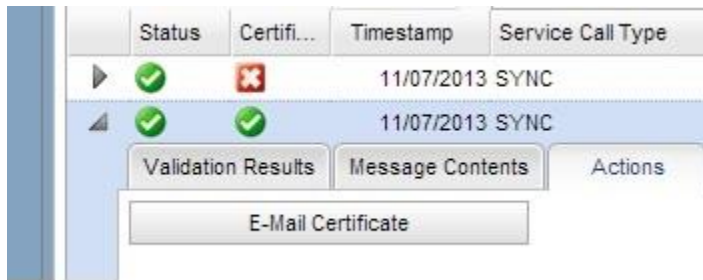 Status Certifi... Timestamp Service Call Type
11/07/2013 SYNC
11/07/2013 SYNC
Validation Results Message Contents Actions
E-Mail Certificate